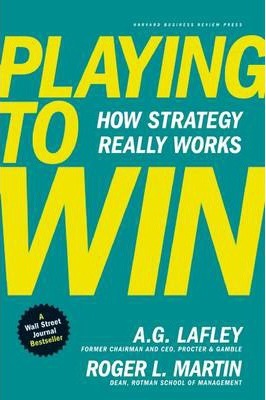 HARVARD BUSINESS REVIEW PRESS
PLAYING
TO
HOW STRATEGY
REALLY WORKS
WIN
A
Wall Street
Journal
Bestseller
A.G. LAFLEY
FORMER CHAIRMAN AND CEO, PROCTER & GAMBLE
ROGER L. MARTIN
DEAN, ROTMAN SCHOOL OF MANAGEMENT